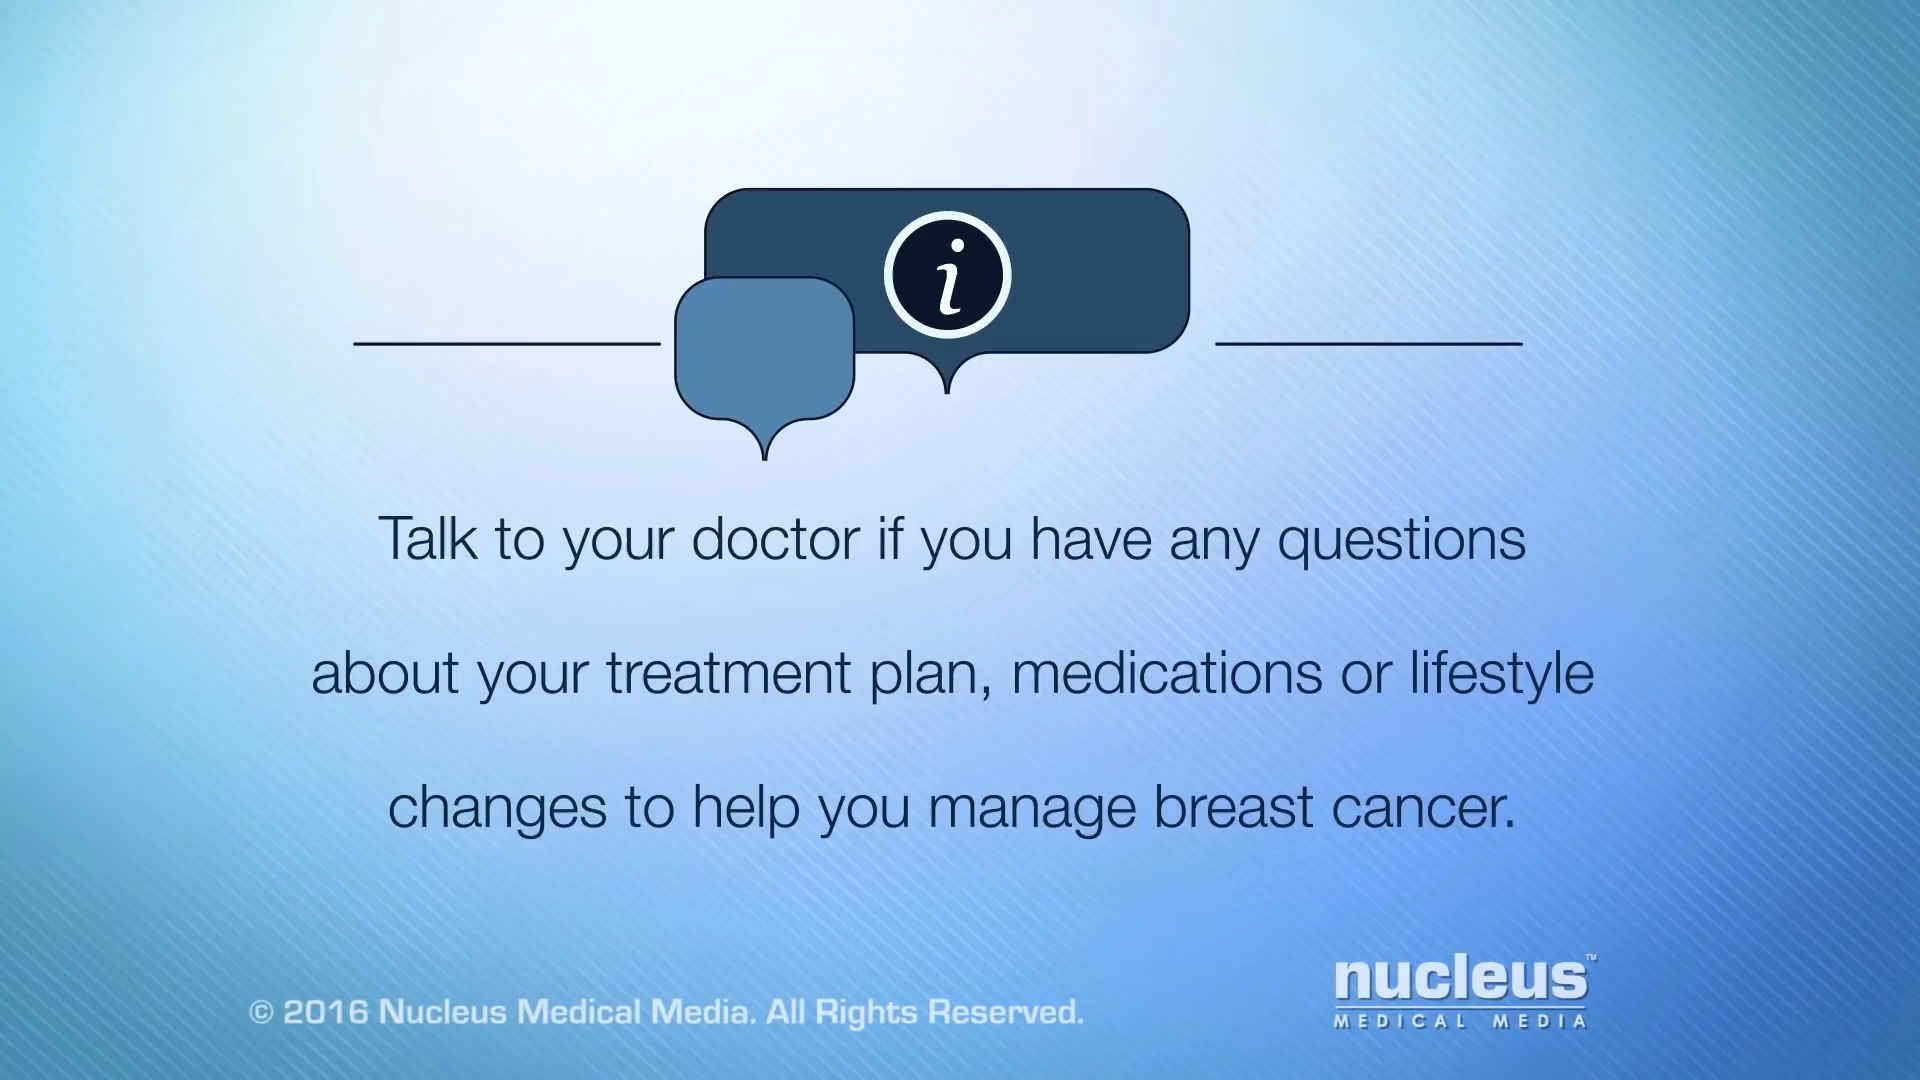 i
Talk to your doctor if you have any questions
about your treatment plan, medications or lifestyle
changes to help you manage breast cancer.
© 2016 Nucleus Medical Media. All Rights Reserved.
nucleus™
MEDICAL MEDIA